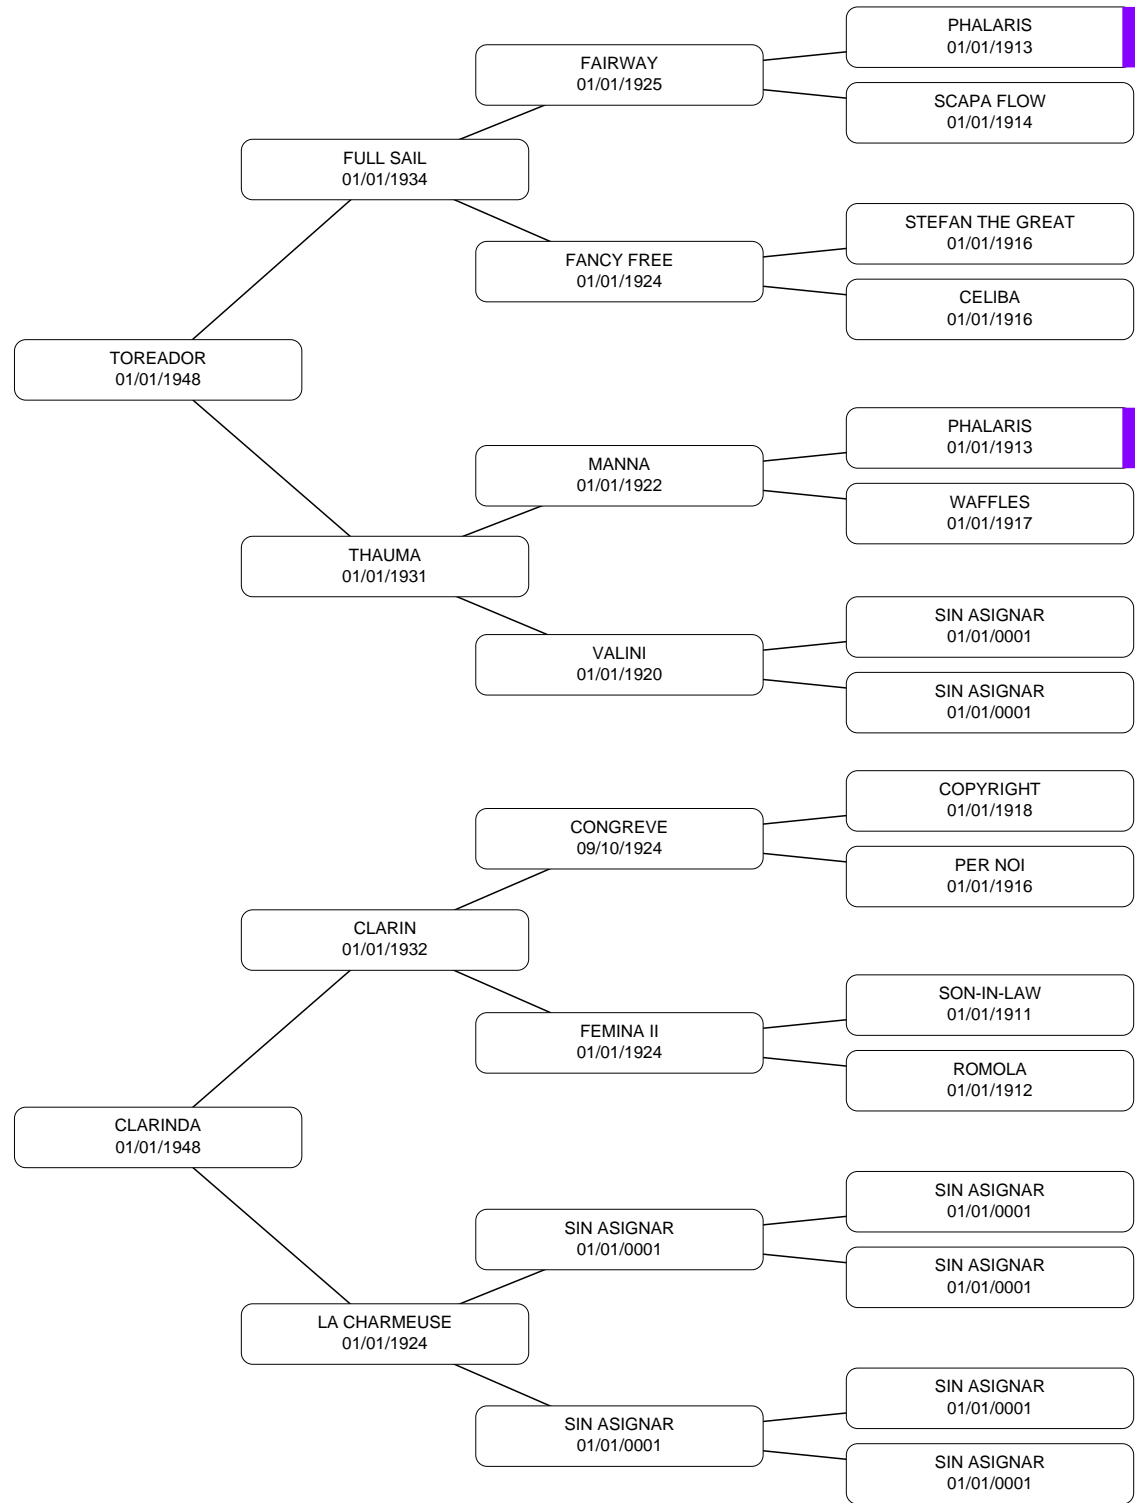 PHALARIS
01/01/1913
FAIRWAY
01/01/1925
SCAPA FLOW
01/01/1914
FULL SAIL
01/01/1934
STEFAN THE GREAT
01/01/1916
FANCY FREE
01/01/1924
CELIBA
01/01/1916
TOREADOR
01/01/1948
PHALARIS
01/01/1913
MANNA
01/01/1922
WAFFLES
01/01/1917
THAUMA
01/01/1931
SIN ASIGNAR
01/01/0001
VALINI
01/01/1920
SIN ASIGNAR
01/01/0001
COPYRIGHT
01/01/1918
CONGREVE
09/10/1924
PER NOI
01/01/1916
CLARIN
01/01/1932
SON-IN-LAW
01/01/1911
FEMINA II
01/01/1924
ROMOLA
01/01/1912
CLARINDA
01/01/1948
SIN ASIGNAR
01/01/0001
SIN ASIGNAR
01/01/0001
SIN ASIGNAR
01/01/0001
LA CHARMEUSE
01/01/1924
SIN ASIGNAR
01/01/0001
SIN ASIGNAR
01/01/0001
SIN ASIGNAR
01/01/0001